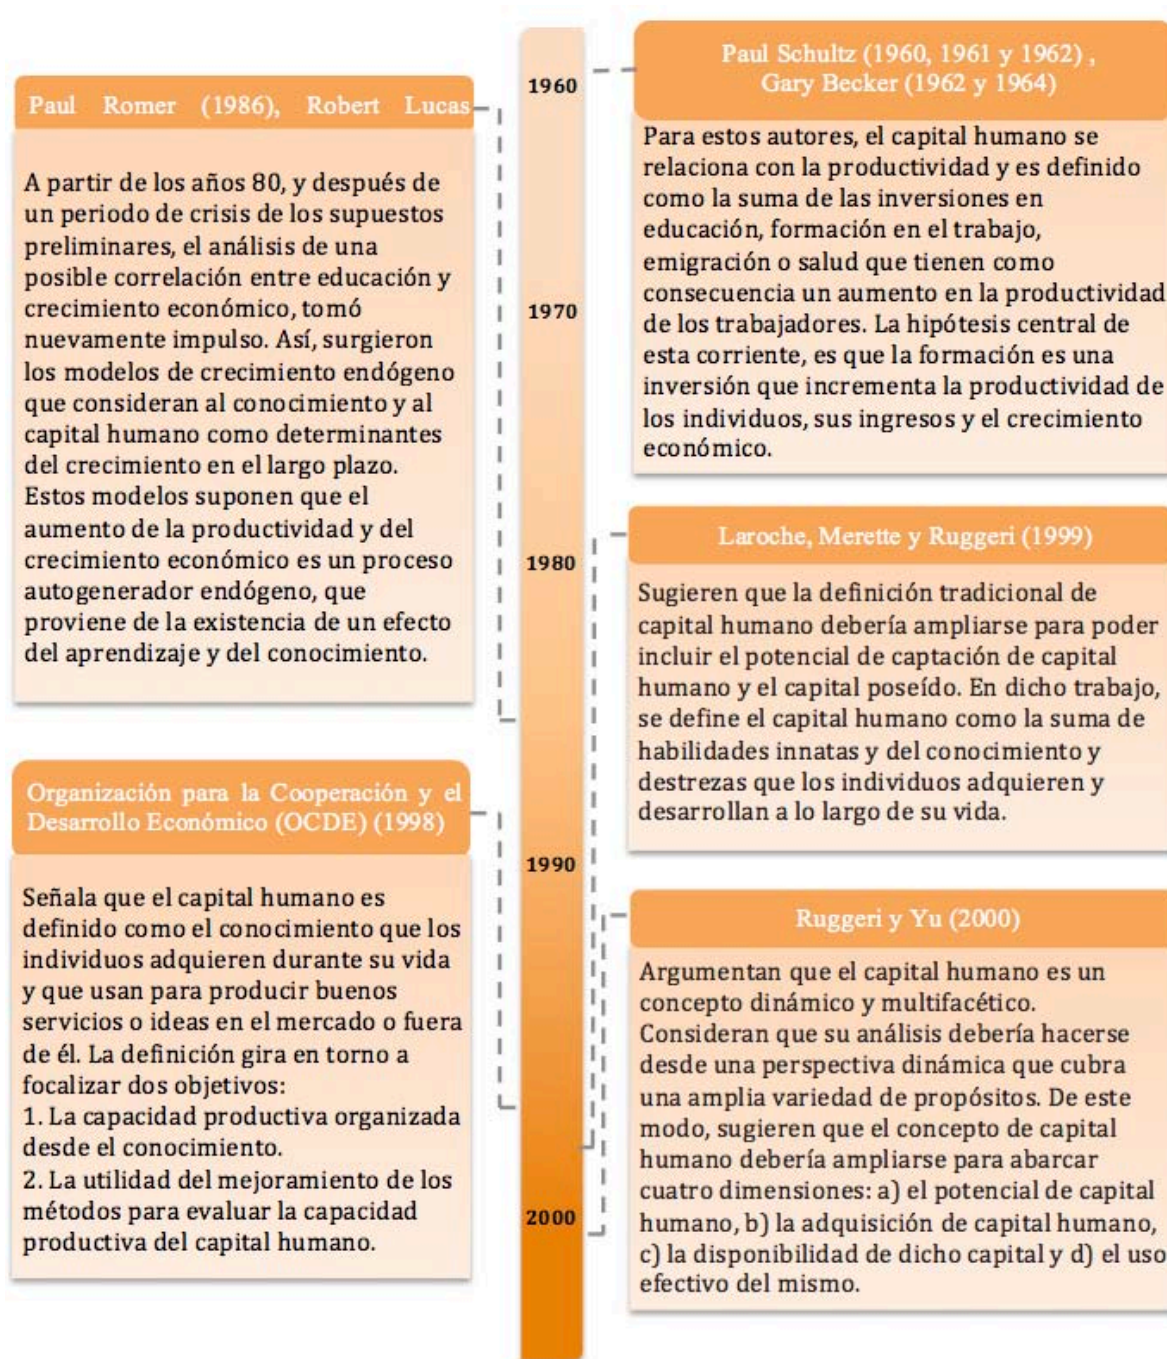 Paul Romer (1986), Robert Lucas
A partir de los años 80, y después de
un periodo de crisis de los supuestos
preliminares, el análisis de una
posible correlación entre educación y
crecimiento económico, tomó
nuevamente impulso. Así, surgieron
los modelos de crecimiento endógeno
que consideran al conocimiento y al
capital humano como determinantes
del crecimiento en el largo plazo.
Estos modelos suponen que el
aumento de la productividad y del
crecimiento económico es un proceso
autogenerador endógeno, que
proviene de la existencia de un efecto
del aprendizaje y del conocimiento.
Organización para la Cooperación y el
Desarrollo Económico (OCDE) (1998)
Señala que el capital humano es
definido como el conocimiento que los
individuos adquieren durante su vida
y que usan para producir buenos
servicios o ideas en el mercado o fuera
de él. La definición gira en torno a
focalizar dos objetivos:
1. La capacidad productiva organizada
desde el conocimiento.
2. La utilidad del mejoramiento de los
métodos para evaluar la capacidad
productiva del capital humano.
1960
1970
1980
1990
2000
Paul Schultz (1960, 1961 y 1962) ,
Gary Becker (1962 y 1964)
Para estos autores, el capital humano se
relaciona con la productividad y es definido
como la suma de las inversiones en
educación, formación en el trabajo,
emigración o salud que tienen como
consecuencia un aumento en la productividad
de los trabajadores. La hipótesis central de
esta corriente, es que la formación es una
inversión que incrementa la productividad de
los individuos, sus ingresos y el crecimiento
económico.
Laroche, Merette y Ruggeri (1999)
Sugieren que la definición tradicional de
capital humano debería ampliarse para poder
incluir el potencial de captación de capital
humano y el capital poseído. En dicho trabajo,
se define el capital humano como la suma de
habilidades innatas y del conocimiento y
destrezas que los individuos adquieren y
desarrollan a lo largo de su vida.
Ruggeri y Yu (2000)
Argumentan que el capital humano es un
concepto dinámico y multifacético.
Consideran que su análisis debería hacerse
desde una perspectiva dinámica que cubra
una amplia variedad de propósitos. De este
modo, sugieren que el concepto de capital
humano debería ampliarse para abarcar
cuatro dimensiones: a) el potencial de capital
humano, b) la adquisición de capital humano,
c) la disponibilidad de dicho capital y d) el uso
efectivo del mismo.